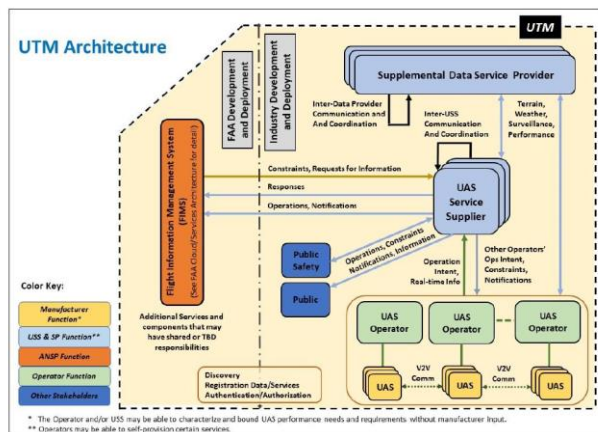 UTM Architecture
UTM
FAA Development
and Deployment
Industry Development
and Deployment
Supplemental Data Service Provider
Inter-Data Provider
Communication and
And Coordination
Inter-USS
Communication
And Coordination
Terrain,
Weather,
Surveillance,
Performance
Flight Information Management System
(FIMS)
(See FAA Cloud/Services Architecture for detail)
Constraints, Requests for Information
Responses
Operations, Notifications
UAS
Service
Supplier
Public
Safety
Public
Operations, Constraints
Notifications, Information
Operation
Intent,
Real-time Info
Other Operators'
Ops Intent,
Constraints,
Notifications
Color Key:
Manufacturer
Function*
USS & SP Function**
ANSP Function
Operator Function
Other Stakeholders
Additional Services and
components that may
have shared or TBD
responsibilities
UAS
Operator
UAS
Operator
UAS
Operator
UAS
V2V
Comm
UAS
V2V
Comm
UAS
Discovery
Registration Data/Services
Authentication/Authorization
* The Operator and/or USS may be able to characterize and bound UAS performance needs and requirements without manufacturer input.
** Operators may be able to self-provision certain services.